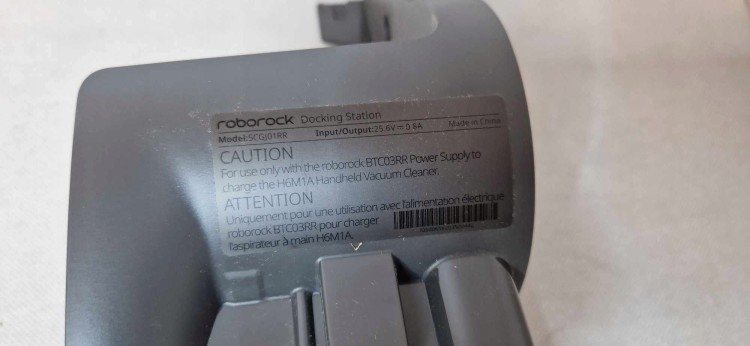 roborock Docking Station
Model:SCGJ01RR Input/Output:25.6V⎓0.6A Made in China
CAUTION
For use only with the roborock BTC03RR Power Supply to
charge the H6M1A Handheld Vacuum Cleaner.
ATTENTION
Uniquement pour une utilisation avec l'alimentation électrique
roborock BTC03RR pour charger
l'aspirateur à main H6M1A.